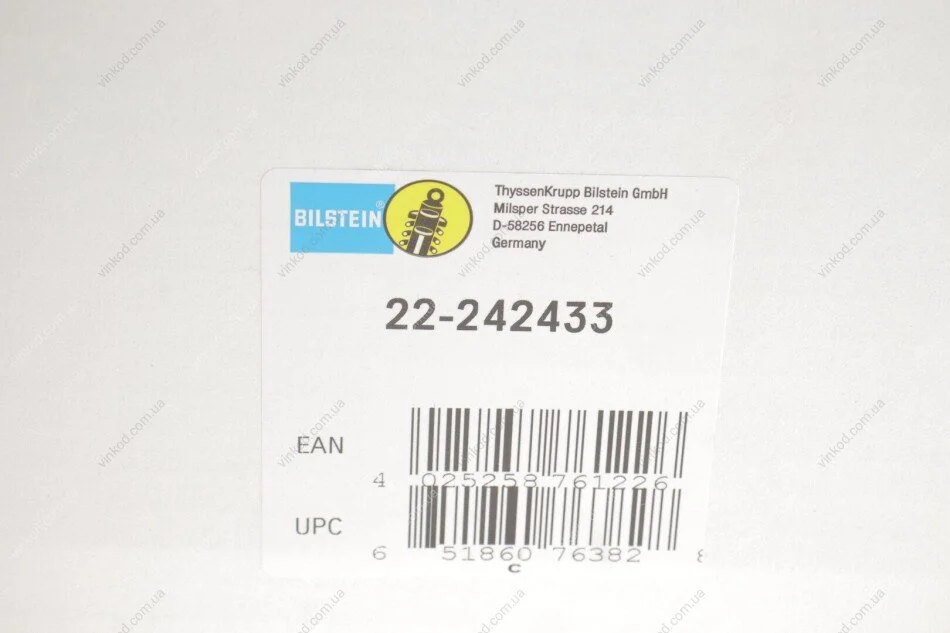 BILSTEIN®
ThyssenKrupp Bilstein GmbH
Milsper Strasse 214
D-58256 Ennepetal
Germany
22-242433
EAN
4 025258 761226
UPC
6 51860 76382
C
vinkod.com.ua